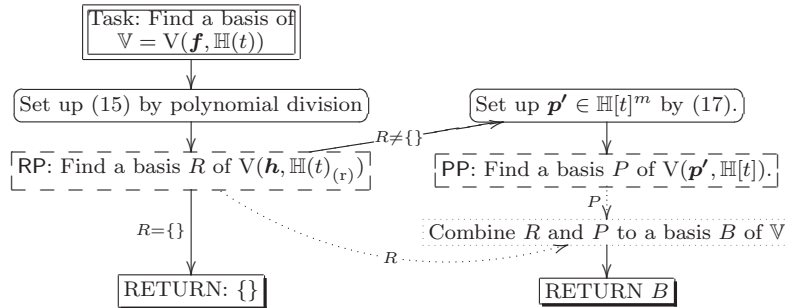 Task: Find a basis of
𝕍 = V(𝒇, ℍ(t))
Set up (15) by polynomial division
Set up 𝒑′ ∈ ℍ[t]ᵐ by (17).
R≠{}
RP: Find a basis R of V(𝒉, ℍ(t)₍ᵣ₎)
PP: Find a basis P of V(𝒑′, ℍ[t]).
P
R={}
Combine R and P to a basis B of 𝕍
R
RETURN: {}
RETURN B